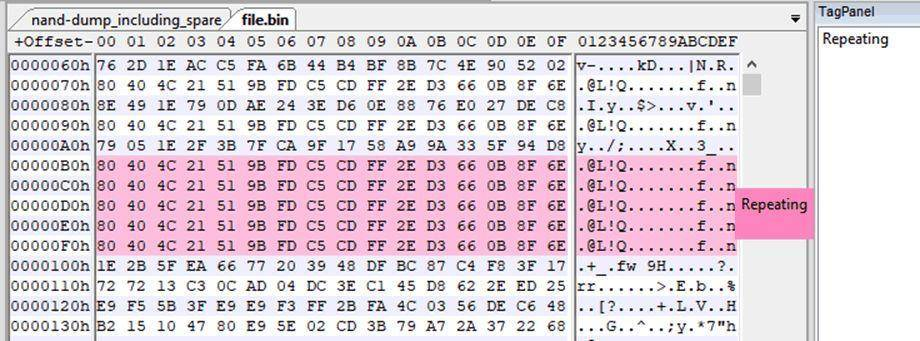 nand-dump_including_spare file.bin TagPanel
+Offset- 00 01 02 03 04 05 06 07 08 09 0A 0B 0C 0D 0E 0F 0123456789ABCDEF Repeating
0000060h 76 2D 1E AC C5 FA 6B 44 B4 BF 8B 7C 4E 90 52 02 v-....kD...|N.R.
0000070h 80 40 4C 21 51 9B FD C5 CD FF 2E D3 66 0B 8F 6E .@L!Q.......f..n
0000080h 8E 49 1E 79 0D AE 24 3E D6 0E 88 76 E0 27 DE C8 .I.y..$>...v.'..
0000090h 80 40 4C 21 51 9B FD C5 CD FF 2E D3 66 0B 8F 6E .@L!Q.......f..n
00000A0h 79 05 1E 2F 3B 7F CA 9F 17 58 A9 9A 33 5F 94 D8 y../;....X..3_..
00000B0h 80 40 4C 21 51 9B FD C5 CD FF 2E D3 66 0B 8F 6E .@L!Q.......f..n
00000C0h 80 40 4C 21 51 9B FD C5 CD FF 2E D3 66 0B 8F 6E .@L!Q.......f..n
00000D0h 80 40 4C 21 51 9B FD C5 CD FF 2E D3 66 0B 8F 6E .@L!Q.......f..n Repeating
00000E0h 80 40 4C 21 51 9B FD C5 CD FF 2E D3 66 0B 8F 6E .@L!Q.......f..n
00000F0h 80 40 4C 21 51 9B FD C5 CD FF 2E D3 66 0B 8F 6E .@L!Q.......f..n
0000100h 1E 2B 5F EA 66 77 20 39 48 DF BC 87 C4 F8 3F 17 .+_.fw 9H.....?.
0000110h 72 72 13 C3 0C AD 04 DC 3E C1 45 D8 62 2E ED 25 rr......>.E.b..%
0000120h E9 F5 5B 3F E9 E9 F3 FF 2B FA 4C 03 56 DE C6 48 ..[?....+.L.V..H
0000130h B2 15 10 47 80 E9 5E 02 CD 3B 79 A7 2A 37 22 68 ...G..^..;y.*7"h